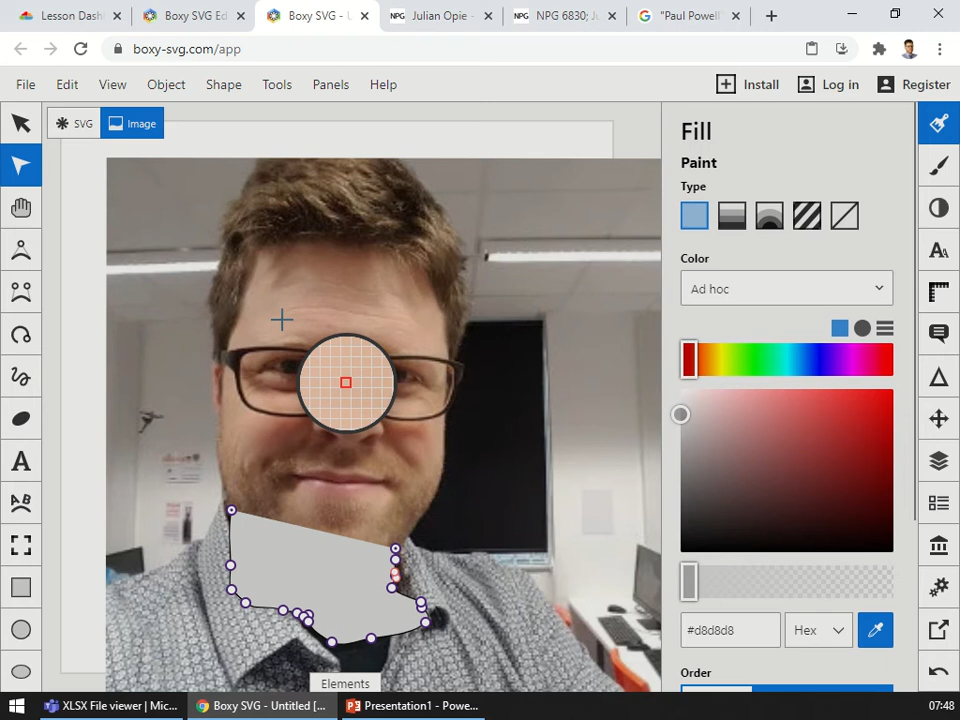 Lesson Dashb
Boxy SVG Ed
Boxy SVG - U
Julian Opie -
NPG 6830; Ju
"Paul Powell"
boxy-svg.com/app
File Edit View Object Shape Tools Panels Help Install Log in Register
SVG Image
Fill
Paint
Type
Color
Ad hoc
#d8d8d8 Hex
Order
Elements
XLSX File viewer | Mic...
Boxy SVG - Untitled [...
Presentation1 - Powe...
07:48